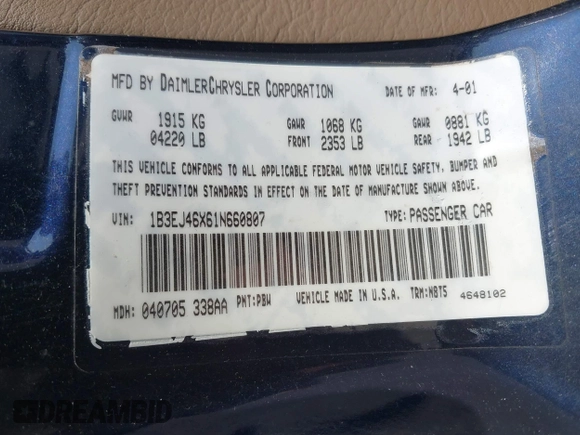 MFD BY DAIMLERCHRYSLER CORPORATION DATE OF MFR: 4-01
GVWR 1915 KG GAWR 1068 KG GAWR 0881 KG
04220 LB FRONT 2353 LB REAR 1942 LB
THIS VEHICLE CONFORMS TO ALL APPLICABLE FEDERAL MOTOR VEHICLE SAFETY, BUMPER AND
THEFT PREVENTION STANDARDS IN EFFECT ON THE DATE OF MANUFACTURE SHOWN ABOVE.
VIN: 1B3EJ46X61N660807 TYPE: PASSENGER CAR
MDH: 040705 338AA PNT: PBW VEHICLE MADE IN U.S.A. TRM: NBTS 4648102
DREAMBID